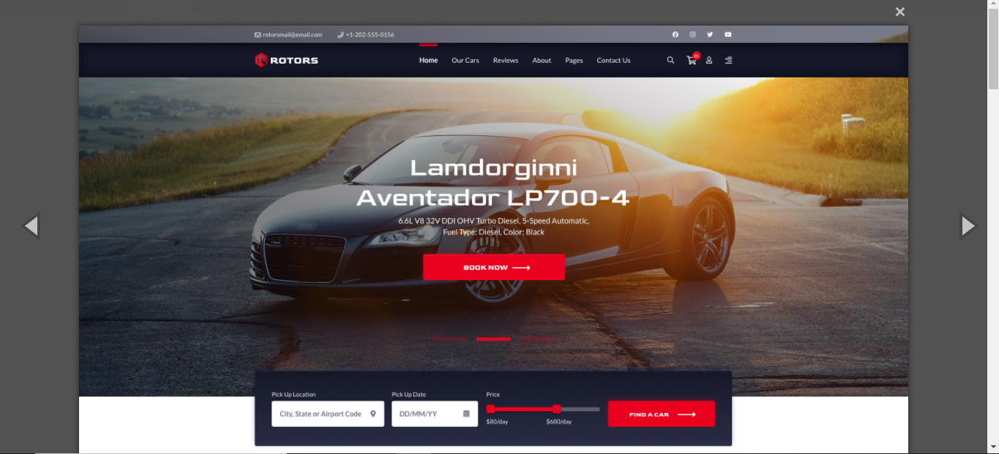 rotorsmail@email.com +1-202-555-0156
ROTORS Home Our Cars Reviews About Pages Contact Us 01
Lamdorginni
Aventador LP700-4
6.6L V8 32V DDI OHV Turbo Diesel, 5-Speed Automatic,
Fuel Type: Diesel, Color: Black
BOOK NOW
Pick Up Location Pick Up Date Price
City, State or Airport Code DD/MM/YY FIND A CAR
$80/day $680/day